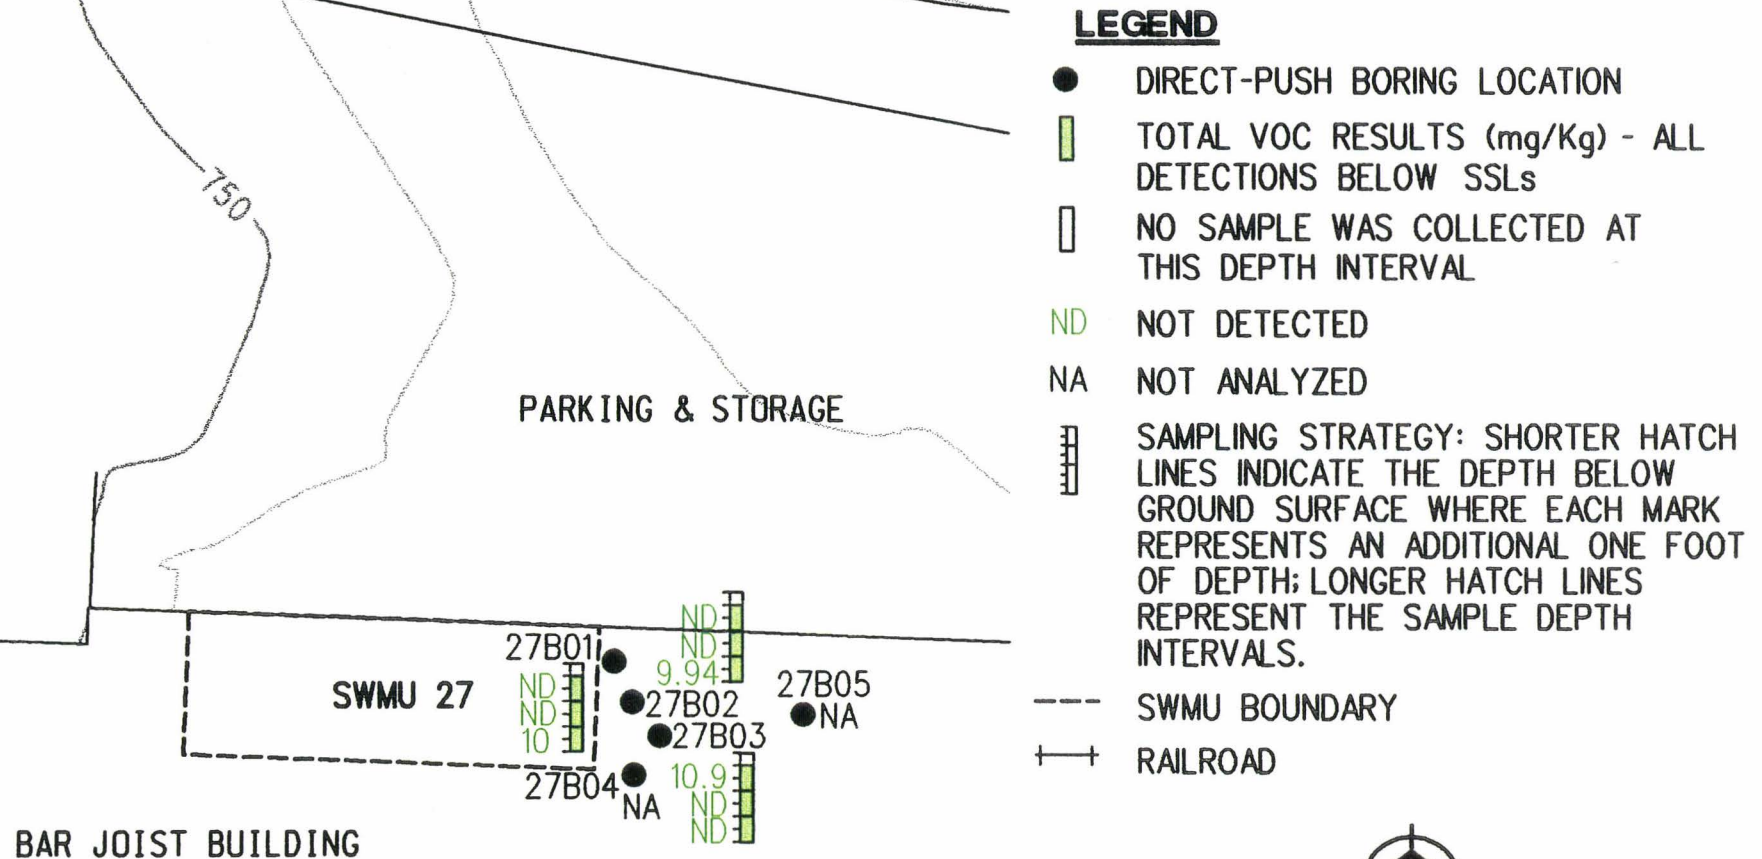 750
PARKING & STORAGE
ND
ND
9.94
27B01
SWMU 27
ND
ND
10
27B02
27B05
NA
27B03
27B04
NA
10.9
ND
ND
BAR JOIST BUILDING
LEGEND
DIRECT-PUSH BORING LOCATION
TOTAL VOC RESULTS (mg/Kg) - ALL
DETECTIONS BELOW SSLs
NO SAMPLE WAS COLLECTED AT
THIS DEPTH INTERVAL
ND NOT DETECTED
NA NOT ANALYZED
SAMPLING STRATEGY: SHORTER HATCH
LINES INDICATE THE DEPTH BELOW
GROUND SURFACE WHERE EACH MARK
REPRESENTS AN ADDITIONAL ONE FOOT
OF DEPTH; LONGER HATCH LINES
REPRESENT THE SAMPLE DEPTH
INTERVALS.
SWMU BOUNDARY
RAILROAD